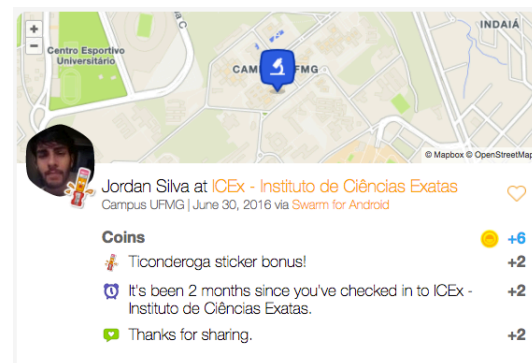 +
−
INDAIÁ
Centro Esportivo
Universitário
CAM FMG
© Mapbox © OpenStreetMap
Jordan Silva at ICEx - Instituto de Ciências Exatas
Campus UFMG | June 30, 2016 via Swarm for Android
Coins +6
Ticonderoga sticker bonus! +2
It's been 2 months since you've checked in to ICEx - +2
Instituto de Ciências Exatas.
Thanks for sharing. +2